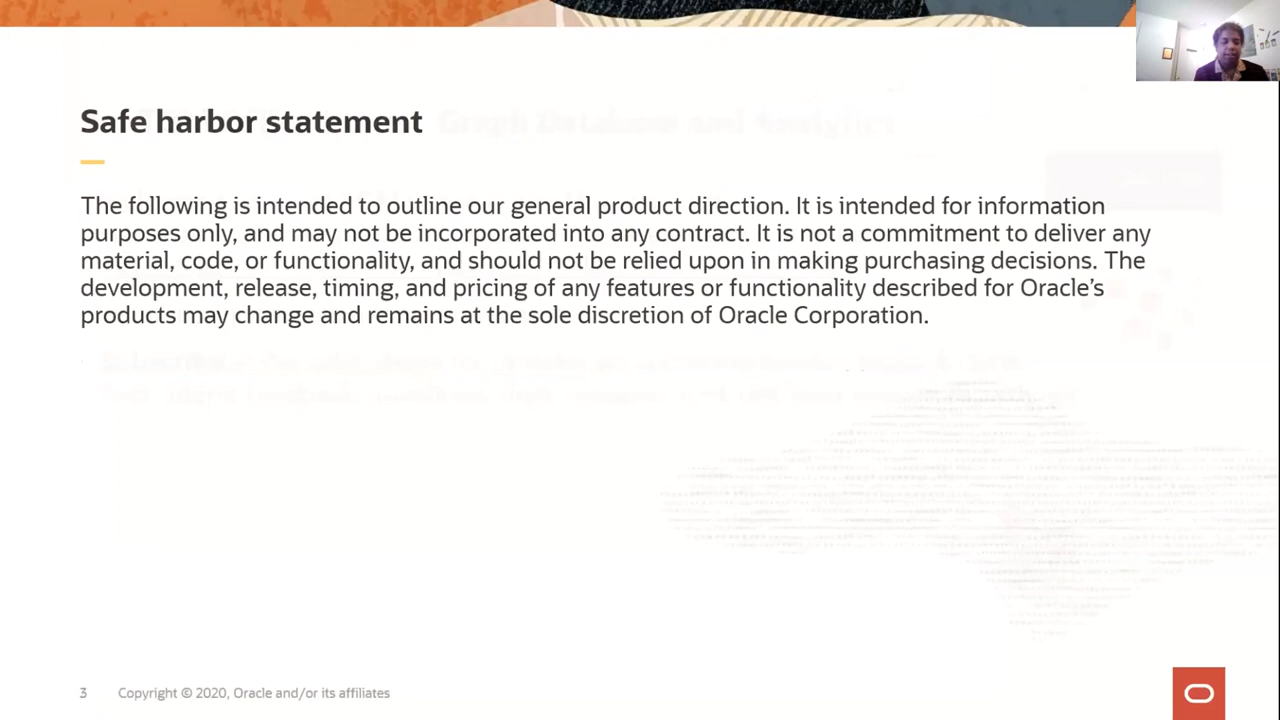 Safe harbor statement
The following is intended to outline our general product direction. It is intended for information
purposes only, and may not be incorporated into any contract. It is not a commitment to deliver any
material, code, or functionality, and should not be relied upon in making purchasing decisions. The
development, release, timing, and pricing of any features or functionality described for Oracle’s
products may change and remains at the sole discretion of Oracle Corporation.
3 Copyright © 2020, Oracle and/or its affiliates